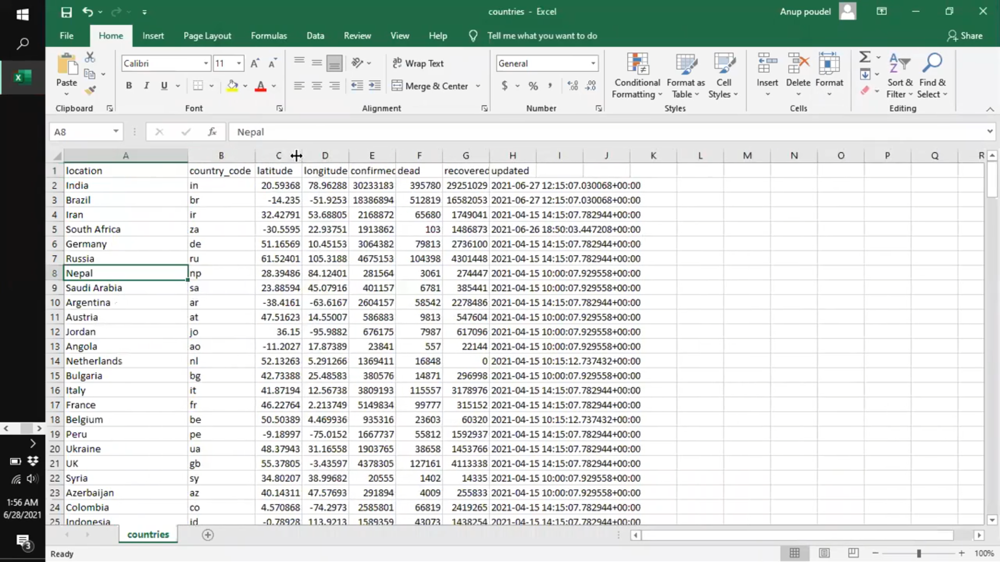 countries - Excel
Anup poudel
File Home Insert Page Layout Formulas Data Review View Help Tell me what you want to do
Share
Paste
Clipboard
Calibri 11
B I U A
Font
ab Wrap Text
Merge & Center
Alignment
General
$ % ,
Number
Conditional Formatting
Format as Table
Cell Styles
Styles
Insert Delete Format
Cells
Sort & Filter
Find & Select
Editing
A8 fx Nepal
A B C D E F G H I J K L M N O P Q R
1 location country_code latitude longitude confirmed dead recovered updated
2 India in 20.59368 78.96288 30233183 395780 29251029 2021-06-27 12:15:07.030068+00:00
3 Brazil br -14.235 -51.9253 18386894 512819 16582053 2021-06-27 12:15:07.030068+00:00
4 Iran ir 32.42791 53.68805 2168872 65680 1749041 2021-04-15 14:15:07.782944+00:00
5 South Africa za -30.5595 22.93751 1913862 103 1486873 2021-06-26 18:50:03.447208+00:00
6 Germany de 51.16569 10.45153 3064382 79813 2736100 2021-04-15 14:15:07.782944+00:00
7 Russia ru 61.52401 105.3188 4675153 104398 4301448 2021-04-15 14:15:07.782944+00:00
8 Nepal np 28.39486 84.12401 281564 3061 274447 2021-04-15 10:00:07.929558+00:00
9 Saudi Arabia sa 23.88594 45.07916 401157 6781 385441 2021-04-15 10:00:07.929558+00:00
10 Argentina ar -38.4161 -63.6167 2604157 58542 2278486 2021-04-15 14:15:07.782944+00:00
11 Austria at 47.51623 14.55007 586883 9813 547604 2021-04-15 10:00:07.929558+00:00
12 Jordan jo 36.15 -95.9882 676175 7987 617096 2021-04-15 10:00:07.929558+00:00
13 Angola ao -11.2027 17.87389 23841 557 22144 2021-04-15 10:00:07.929558+00:00
14 Netherlands nl 52.13263 5.291266 1369411 16848 0 2021-04-15 10:15:12.737432+00:00
15 Bulgaria bg 42.73388 25.48583 380576 14871 296998 2021-04-15 10:00:07.929558+00:00
16 Italy it 41.87194 12.56738 3809193 115557 3178976 2021-04-15 14:15:07.782944+00:00
17 France fr 46.22764 2.213749 5149834 99777 315152 2021-04-15 14:15:07.782944+00:00
18 Belgium be 50.50389 4.469936 935316 23603 60320 2021-04-15 10:15:12.737432+00:00
19 Peru pe -9.18997 -75.0152 1667737 55812 1592937 2021-04-15 14:15:07.782944+00:00
20 Ukraine ua 48.37943 31.16558 1903765 38658 1453766 2021-04-15 14:15:07.782944+00:00
21 UK gb 55.37805 -3.43597 4378305 127161 4113338 2021-04-15 14:15:07.782944+00:00
22 Syria sy 34.80207 38.99682 20555 1402 14335 2021-04-15 10:00:07.929558+00:00
23 Azerbaijan az 40.14311 47.57693 291894 4009 255833 2021-04-15 10:00:07.929558+00:00
24 Colombia co 4.570868 -74.2973 2585801 66819 2419265 2021-04-15 14:15:07.782944+00:00
25 Indonesia id -0.78928 113.9213 1589359 43073 1438254 2021-04-15 14:15:07.782944+00:00
countries
Ready
100%
1:56 AM
6/28/2021
3